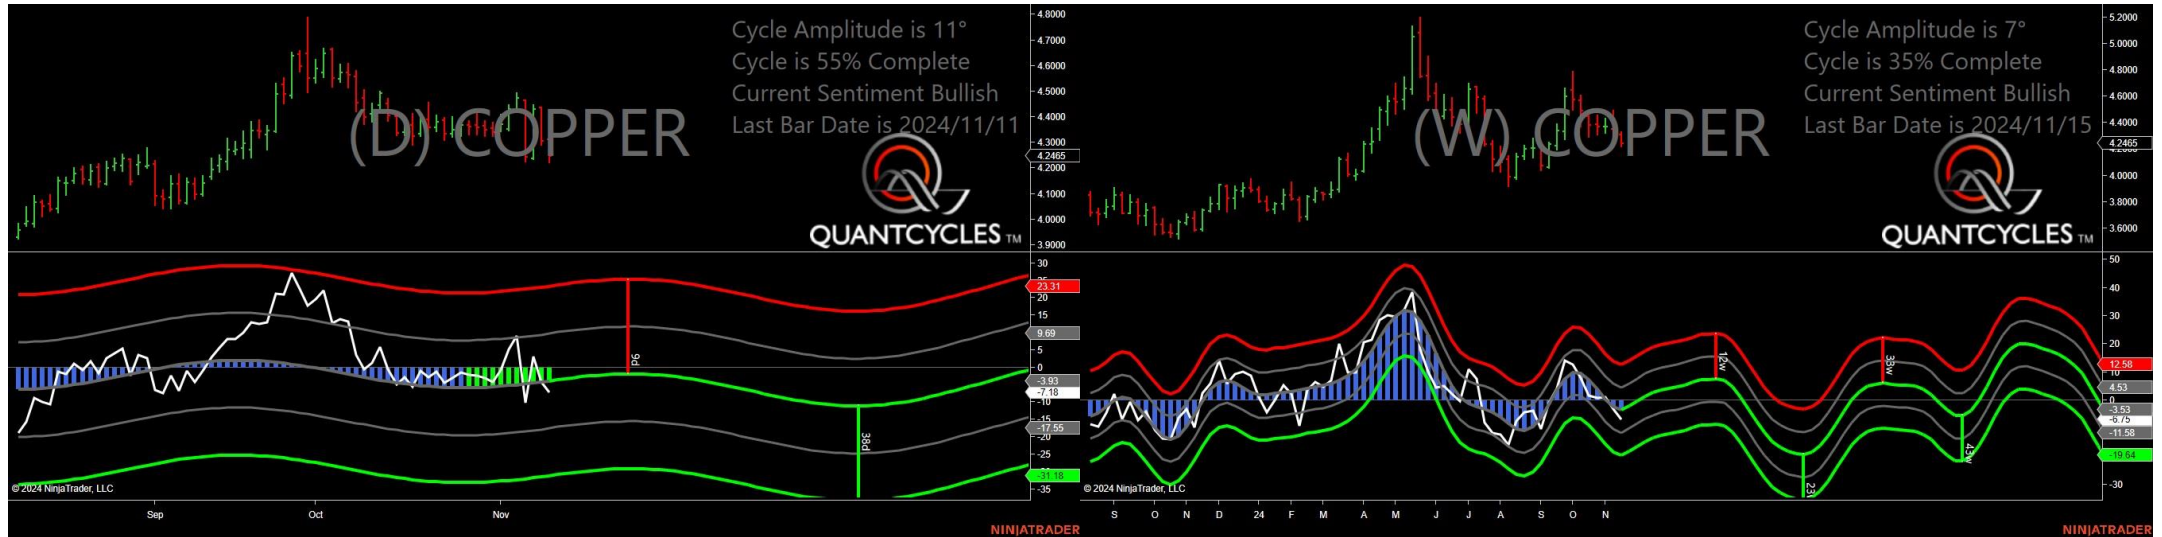 Cycle Amplitude is 11°
Cycle is 55% Complete
Current Sentiment Bullish
Last Bar Date is 2024/11/11
(D) COPPER
QUANTCYCLES TM
4.8000
4.7000
4.6000
4.5000
4.4000
4.3000
4.2465
4.2000
4.1000
4.0000
3.9000
30
23.31
20
15
9.69
5
0
-3.93
-7.18
-10
-15
-17.55
-25
-31.18
-35
9d
38d
© 2024 NinjaTrader, LLC
Sep
Oct
Nov
NINJATRADER
Cycle Amplitude is 7°
Cycle is 35% Complete
Current Sentiment Bullish
Last Bar Date is 2024/11/15
(W) COPPER
QUANTCYCLES TM
5.2000
5.0000
4.8000
4.6000
4.4000
4.2465
4.0000
3.8000
3.6000
50
40
30
20
12.58
10
4.53
0
-3.53
-6.75
-11.58
-19.64
-30
12w
33w
43w
© 2024 NinjaTrader, LLC
S
O
N
D
24
F
M
A
M
J
J
A
S
O
N
NINJATRADER